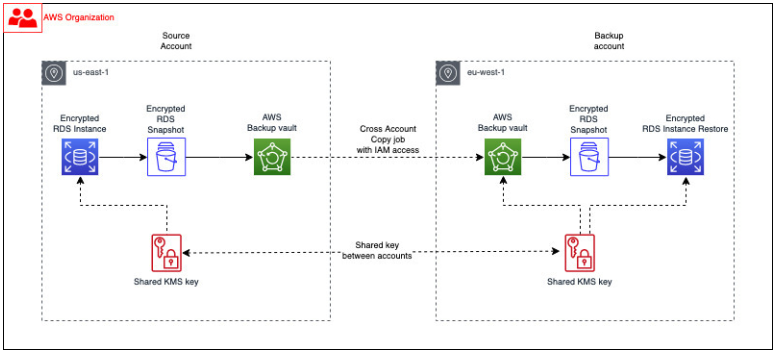 AWS Organization
Source
Account
Backup
account
us-east-1
eu-west-1
Encrypted
RDS Instance
Encrypted
RDS
Snapshot
AWS
Backup vault
Cross Account
Copy job
with IAM access
AWS
Backup vault
Encrypted
RDS
Snapshot
Encrypted
RDS Instance Restore
Shared key
between accounts
Shared KMS key
Shared KMS key